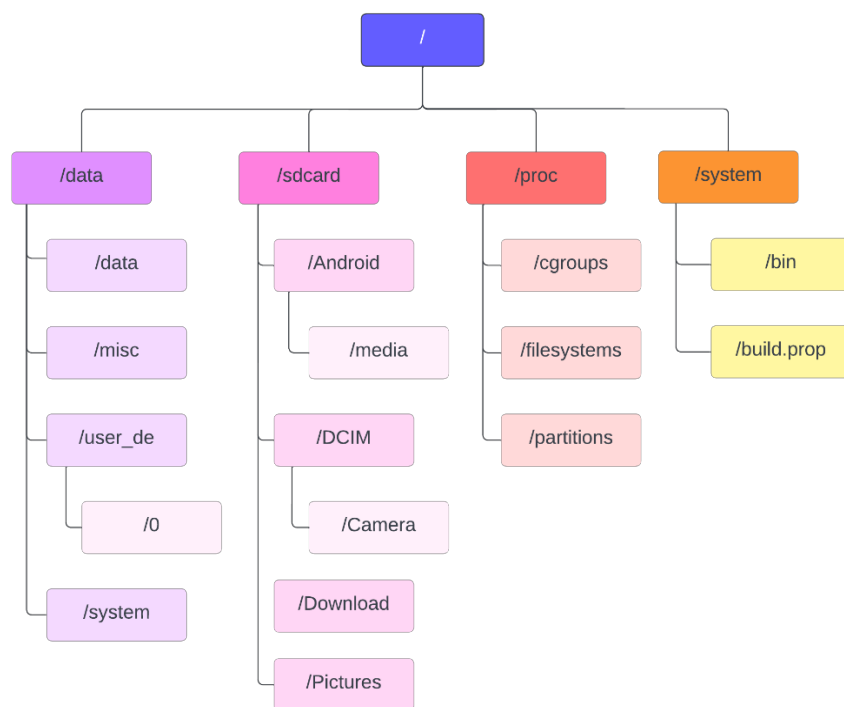 /
/data
/sdcard
/proc
/system
/data
/misc
/user_de
/0
/system
/Android
/media
/DCIM
/Camera
/Download
/Pictures
/cgroups
/filesystems
/partitions
/bin
/build.prop